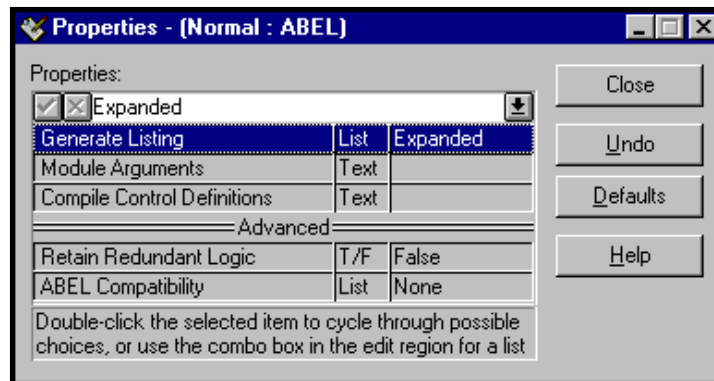 Properties - (Normal : ABEL)
Properties:
Expanded
Generate Listing List Expanded
Module Arguments Text
Compile Control Definitions Text
Advanced
Retain Redundant Logic T/F False
ABEL Compatibility List None
Double-click the selected item to cycle through possible
choices, or use the combo box in the edit region for a list
Close
Undo
Defaults
Help